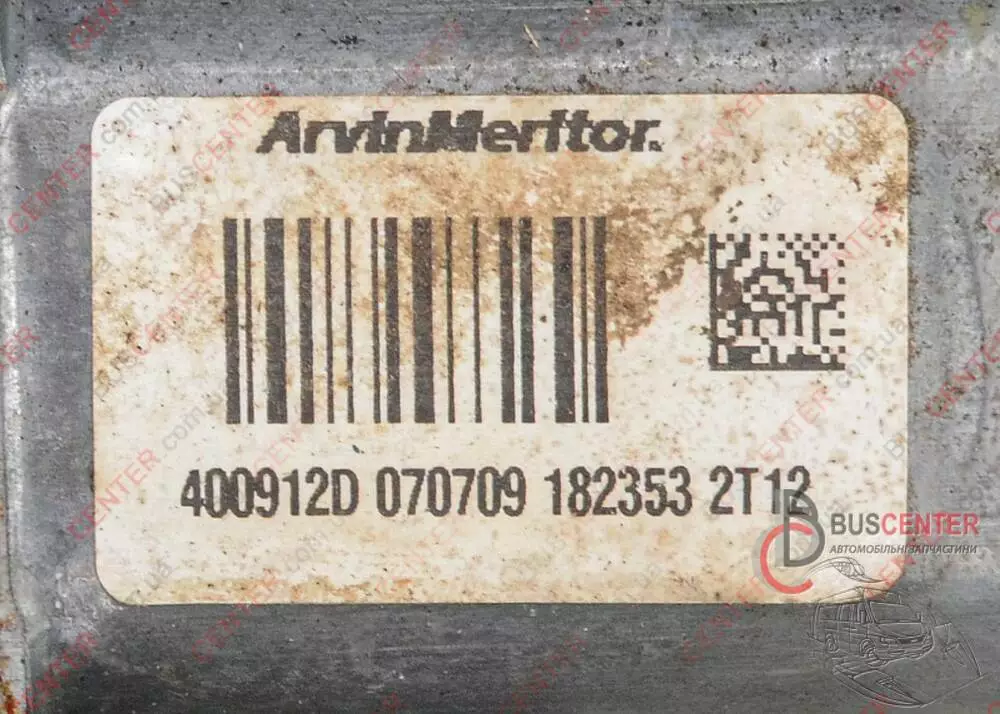 ArvinMeritor.
400912D 070709 182353 2T12
BUSCENTER
АВТОМОБІЛЬНІ ЗАПЧАСТИНИ